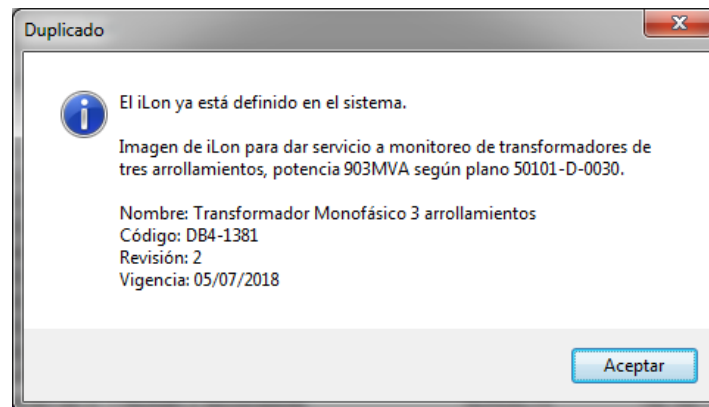 Duplicado
El iLon ya está definido en el sistema.
Imagen de iLon para dar servicio a monitoreo de transformadores de
tres arrollamientos, potencia 903MVA según plano 50101-D-0030.
Nombre: Transformador Monofásico 3 arrollamientos
Código: DB4-1381
Revisión: 2
Vigencia: 05/07/2018
Aceptar